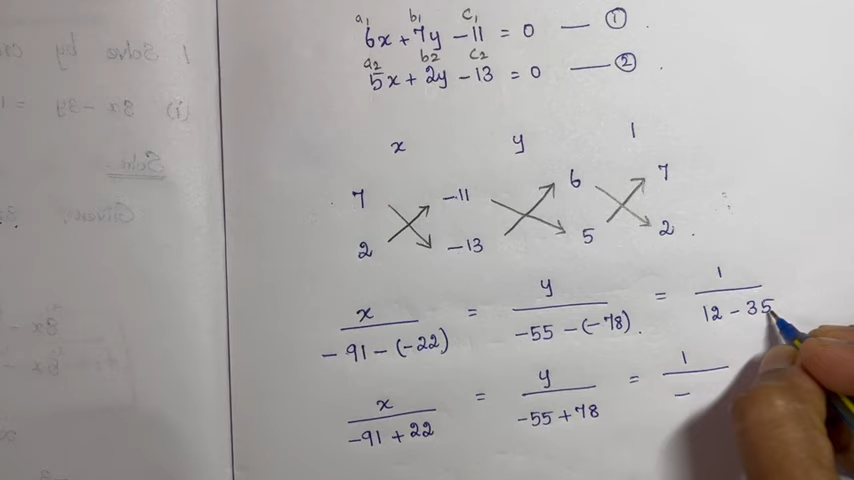 a₁ b₁ c₁
6x + 7y - 11 = 0 — ①
a₂ b₂ c₂
5x + 2y - 13 = 0 — ②
x y 1
7 -11 6 7
2 -13 5 2
x / (-91 - (-22)) = y / (-55 - (-78)) = 1 / (12 - 35)
x / (-91 + 22) = y / (-55 + 78) = 1 / -